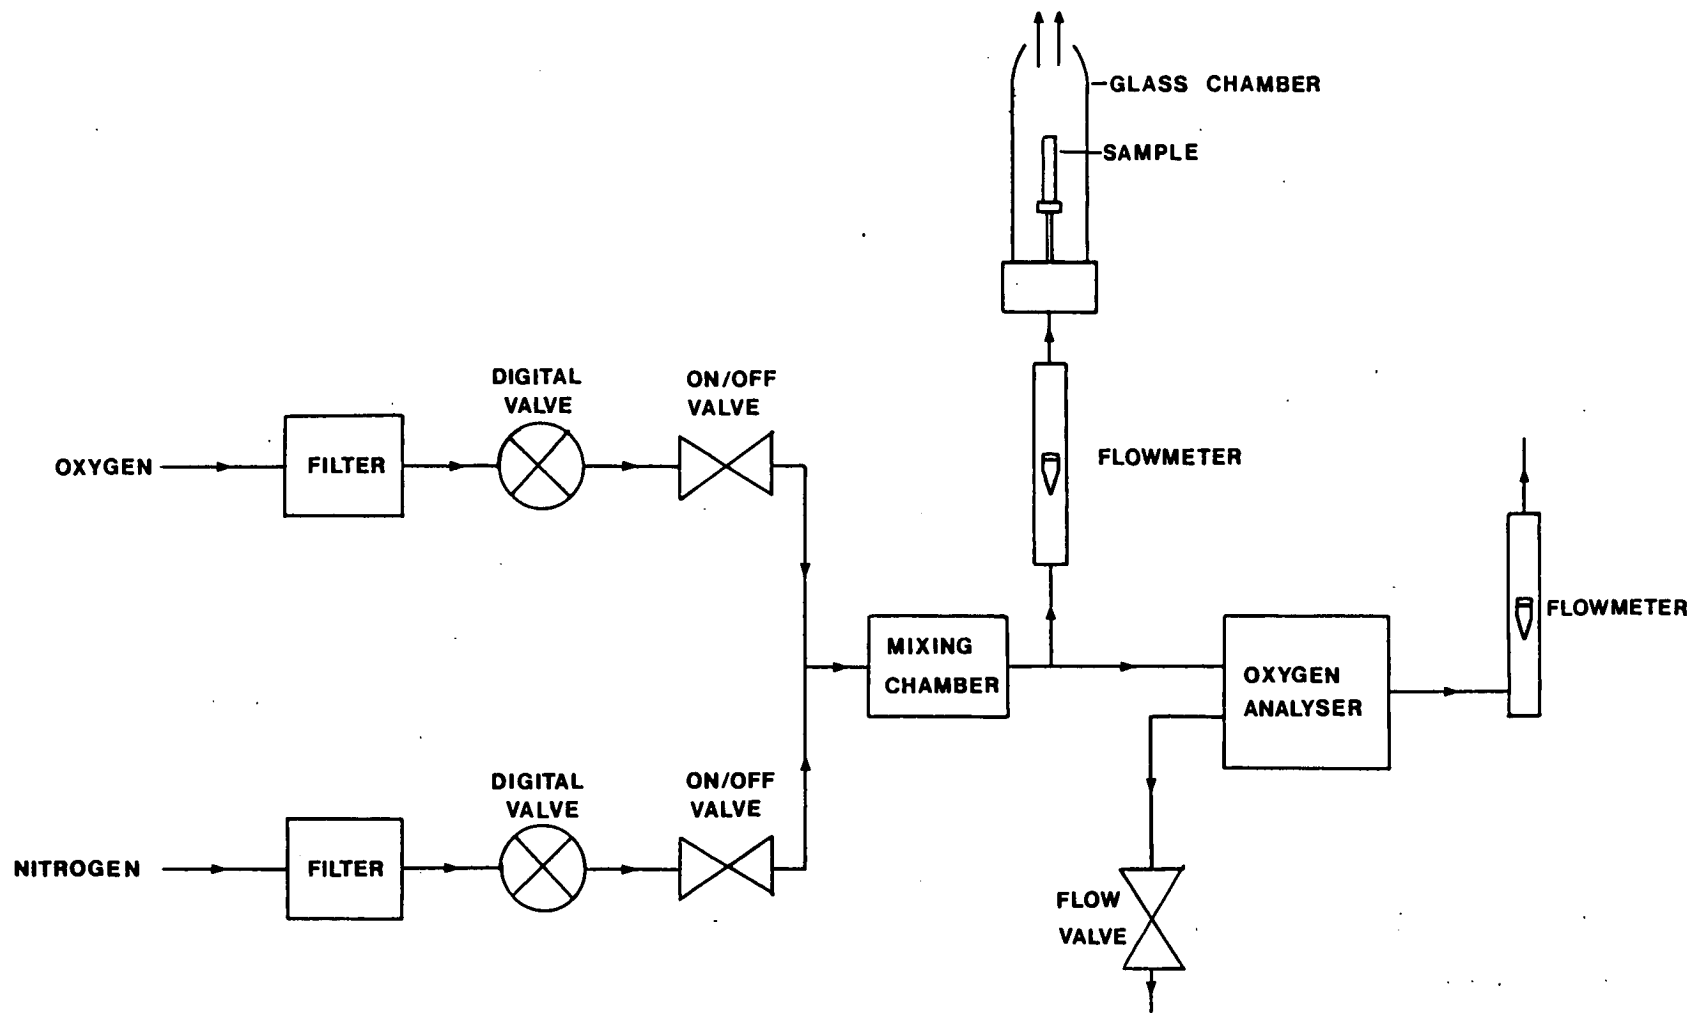 GLASS CHAMBER
SAMPLE
DIGITAL
VALVE
ON/OFF
VALVE
OXYGEN
FILTER
FLOWMETER
FLOWMETER
MIXING
CHAMBER
OXYGEN
ANALYSER
DIGITAL
VALVE
ON/OFF
VALVE
NITROGEN
FILTER
FLOW
VALVE